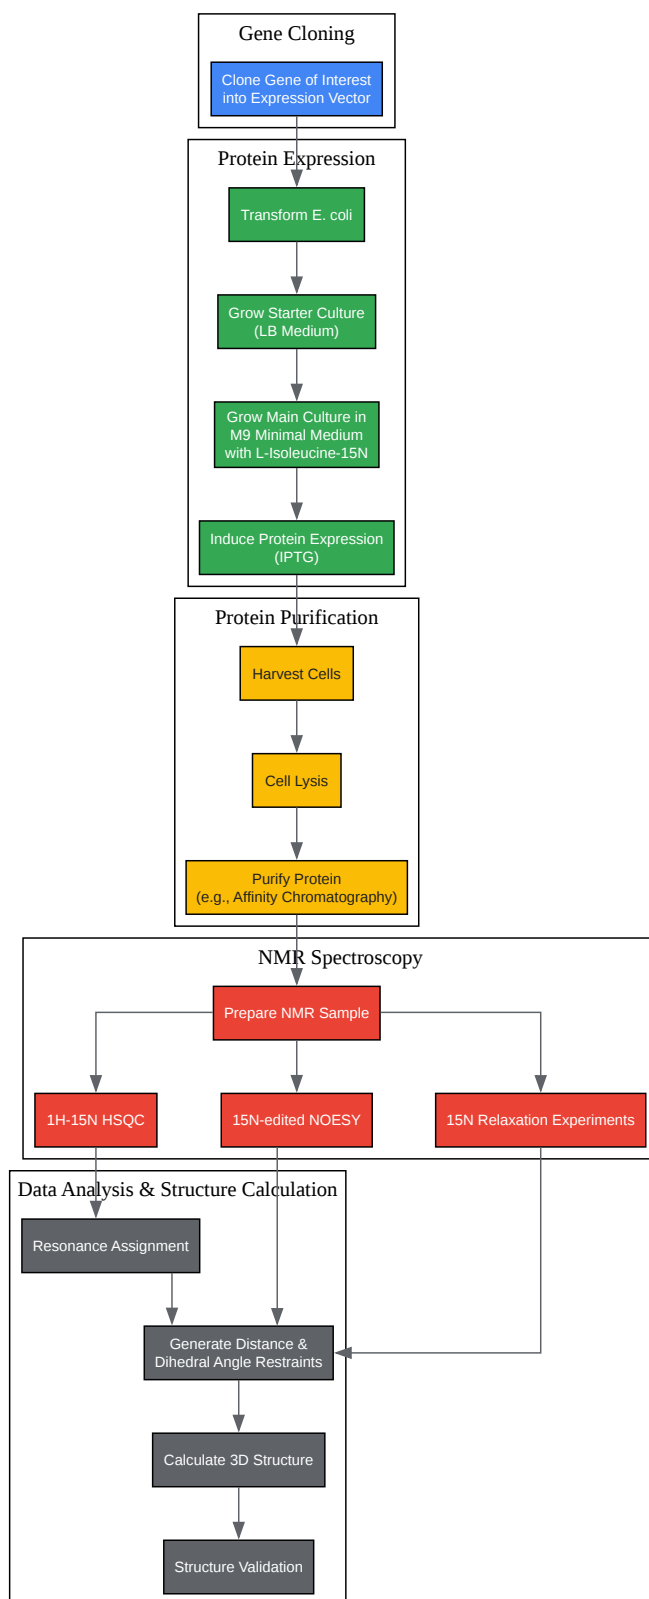 Gene Cloning
Clone Gene of Interest
into Expression Vector
Protein Expression
Transform E. coli
Grow Starter Culture
(LB Medium)
Grow Main Culture in
M9 Minimal Medium
with L-Isoleucine-15N
Induce Protein Expression
(IPTG)
Protein Purification
Harvest Cells
Cell Lysis
Purify Protein
(e.g., Affinity Chromatography)
NMR Spectroscopy
Prepare NMR Sample
1H-15N HSQC
15N-edited NOESY
15N Relaxation Experiments
Data Analysis & Structure Calculation
Resonance Assignment
Generate Distance &
Dihedral Angle Restraints
Calculate 3D Structure
Structure Validation